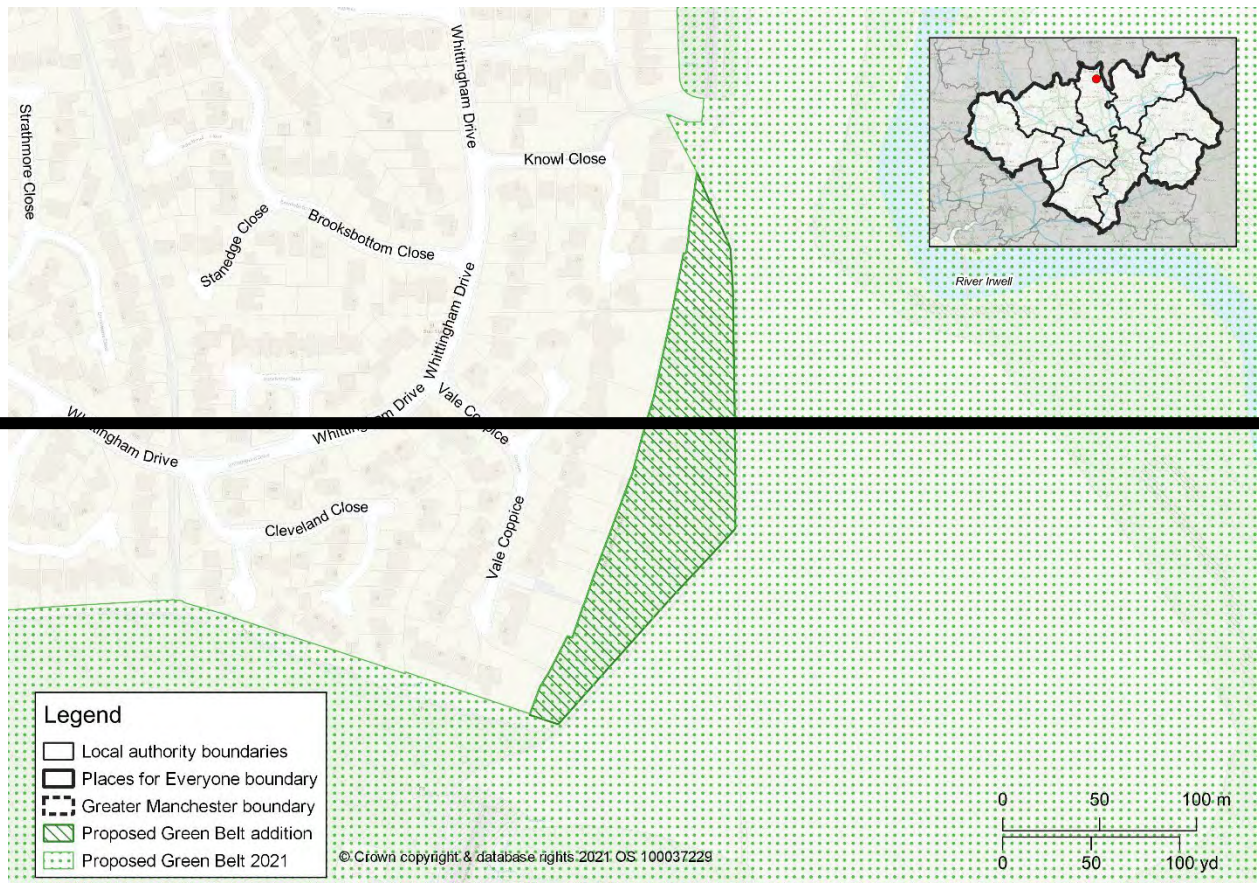 Whittingham Drive
Strathmore Close
Knowl Close
Brooksbottom Close
Stanedge Close
Whittingham Drive
River Irwell
Vale Coppice
Whittingham Drive
Whittingham Drive
Cleveland Close
Vale Coppice
Legend
Local authority boundaries
Places for Everyone boundary
Greater Manchester boundary
Proposed Green Belt addition
Proposed Green Belt 2021
© Crown copyright & database rights 2021 OS 100037229
0 50 100 m
0 50 100 yd